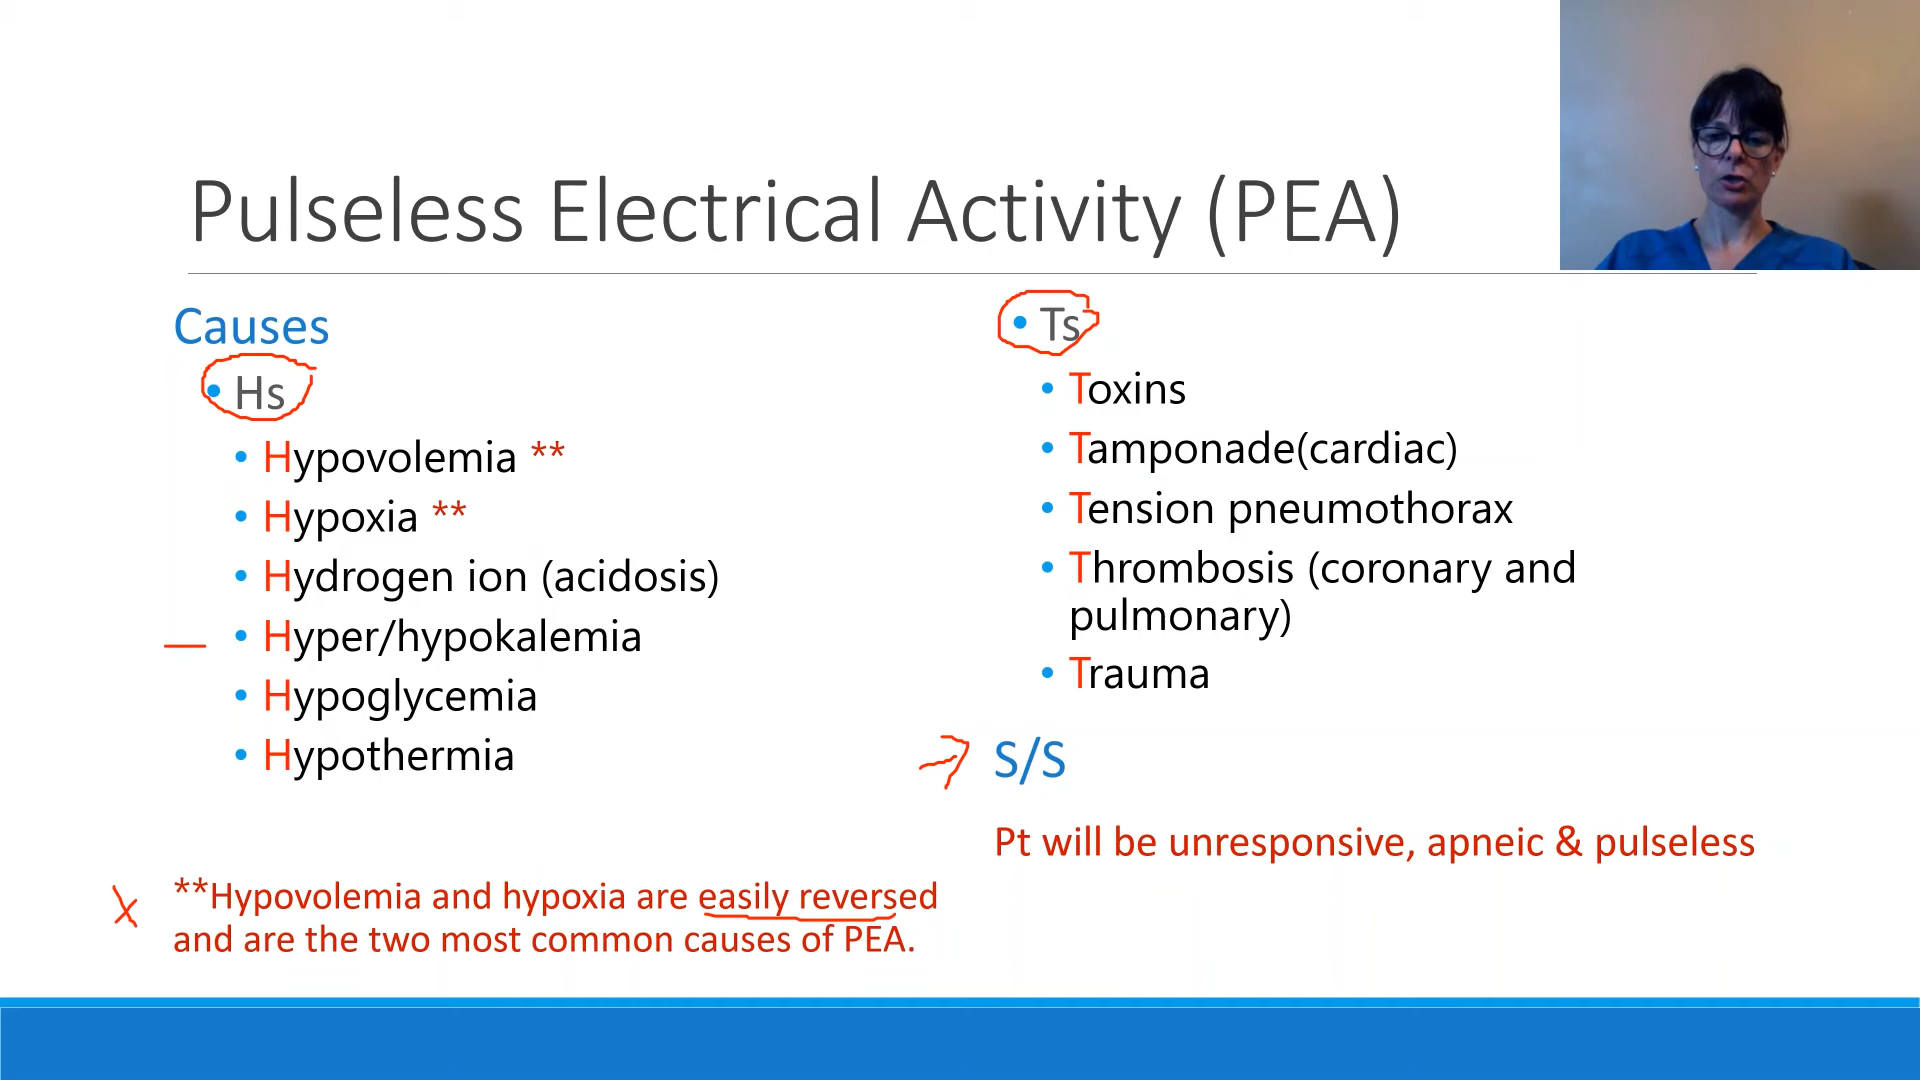 Pulseless Electrical Activity (PEA)
Causes
• Hs
• Hypovolemia **
• Hypoxia **
• Hydrogen ion (acidosis)
• Hyper/hypokalemia
• Hypoglycemia
• Hypothermia
**Hypovolemia and hypoxia are easily reversed
and are the two most common causes of PEA.
• Ts
• Toxins
• Tamponade(cardiac)
• Tension pneumothorax
• Thrombosis (coronary and
pulmonary)
• Trauma
S/S
Pt will be unresponsive, apneic & pulseless